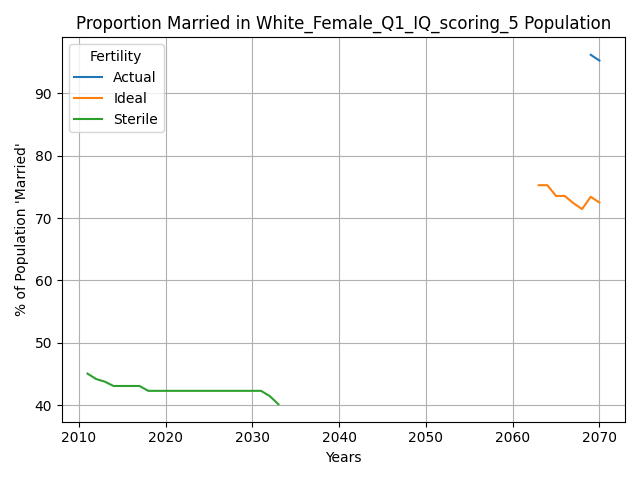 Proportion Married in White_Female_Q1_IQ_scoring_5 Population
Fertility
Actual
Ideal
Sterile
% of Population 'Married'
90
80
70
60
50
40
2010 2020 2030 2040 2050 2060 2070
Years